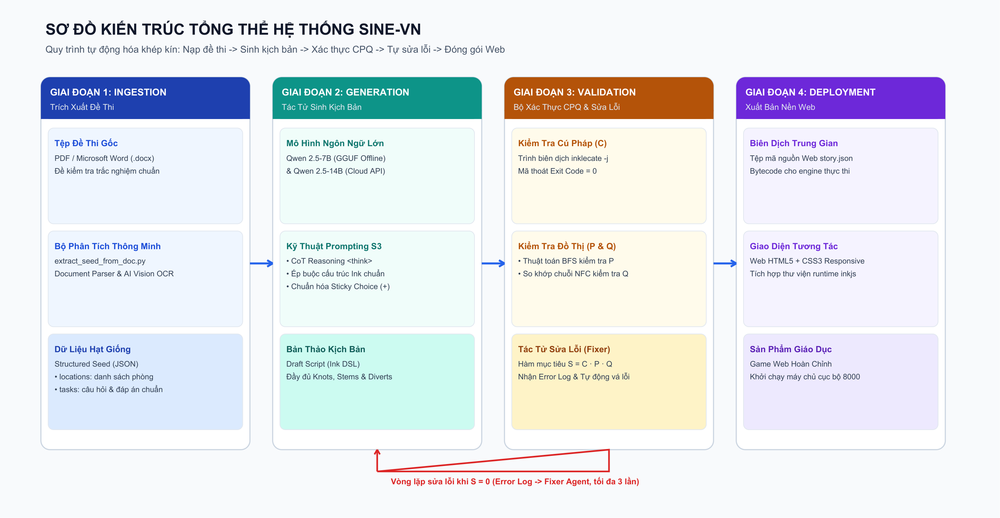 SƠ ĐỒ KIẾN TRÚC TỔNG THỂ HỆ THỐNG SINE-VN
Quy trình tự động hóa khép kín: Nạp đề thi -> Sinh kịch bản -> Xác thực CPQ -> Tự sửa lỗi -> Đóng gói Web
GIAI ĐOẠN 1: INGESTION
Trích Xuất Đề Thi
Tệp Đề Thi Gốc
PDF / Microsoft Word (.docx)
Đề kiểm tra trắc nghiệm chuẩn
Bộ Phân Tích Thông Minh
extract_seed_from_doc.py
Document Parser & AI Vision OCR
Dữ Liệu Hạt Giống
Structured Seed (JSON)
• locations: danh sách phòng
• tasks: câu hỏi & đáp án chuẩn
GIAI ĐOẠN 2: GENERATION
Tác Tử Sinh Kịch Bản
Mô Hình Ngôn Ngữ Lớn
Qwen 2.5-7B (GGUF Offline)
& Qwen 2.5-14B (Cloud API)
Kỹ Thuật Prompting S3
• CoT Reasoning <think>
• Ép buộc cấu trúc Ink chuẩn
• Chuẩn hóa Sticky Choice (+)
Bản Thảo Kịch Bản
Draft Script (Ink DSL)
Đầy đủ Knots, Stems & Diverts
GIAI ĐOẠN 3: VALIDATION
Bộ Xác Thực CPQ & Sửa Lỗi
Kiểm Tra Cú Pháp (C)
Trình biên dịch inklecate -j
Mã thoát Exit Code = 0
Kiểm Tra Đồ Thị (P & Q)
• Thuật toán BFS kiểm tra P
• So khớp chuỗi NFC kiểm tra Q
Tác Tử Sửa Lỗi (Fixer)
Hàm mục tiêu S = C · P · Q
Nhận Error Log & Tự động vá lỗi
GIAI ĐOẠN 4: DEPLOYMENT
Xuất Bản Nền Web
Biên Dịch Trung Gian
Tệp mã nguồn Web story.json
Bytecode cho engine thực thi
Giao Diện Tương Tác
Web HTML5 + CSS3 Responsive
Tích hợp thư viện runtime inkjs
Sản Phẩm Giáo Dục
Game Web Hoàn Chỉnh
Khởi chạy máy chủ cục bộ 8000
Vòng lặp sửa lỗi khi S = 0 (Error Log -> Fixer Agent, tối đa 3 lần)